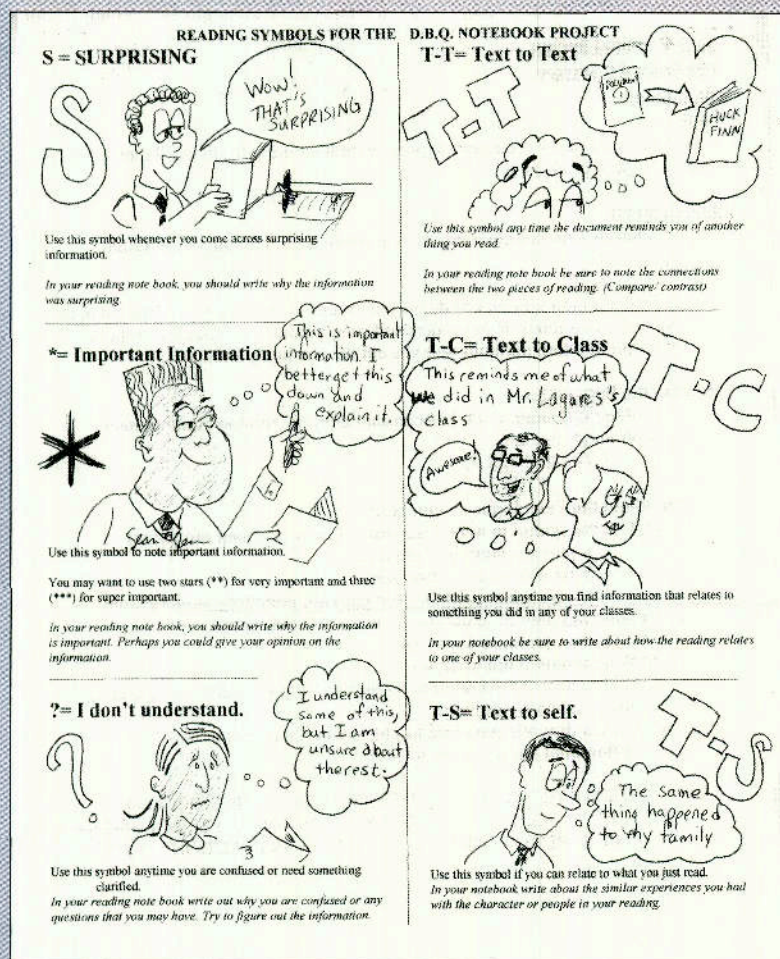 READING SYMBOLS FOR THE D.B.Q. NOTEBOOK PROJECT
S = SURPRISING
S
Wow!
THAT'S
SURPRISING
Use this symbol whenever you come across surprising
information.
In your reading note book, you should write why the information
was surprising.
*= Important Information
This is important
information. I
better get this
down and
explain it.
*
Sean
Use this symbol to note important information.
You may want to use two stars (**) for very important and three
(***) for super important.
In your reading note book, you should write why the information
is important. Perhaps you could give your opinion on the
information.
?= I don't understand.
I understand
some of this,
but I am
unsure about
the rest.
?
Use this symbol anytime you are confused or need something
clarified.
In your reading note book write out why you are confused or any
questions that you may have. Try to figure out the information.
T-T= Text to Text
T-T
DOCUMENT
1
HUCK
FINN
Use this symbol any time the document reminds you of another
thing you read.
In your reading note book be sure to note the connections
between the two pieces of reading. (Compare/ contrast)
T-C= Text to Class
T-C
This reminds me of what
we did in Mr. Lagares's
class
Awesome!
Use this symbol anytime you find information that relates to
something you did in any of your classes.
In your notebook be sure to write about how the reading relates
to one of your classes.
T-S= Text to self.
T-S
The same
thing happened
to my family
Use this symbol if you can relate to what you just read.
In your notebook write about the similar experiences you had
with the character or people in your reading.